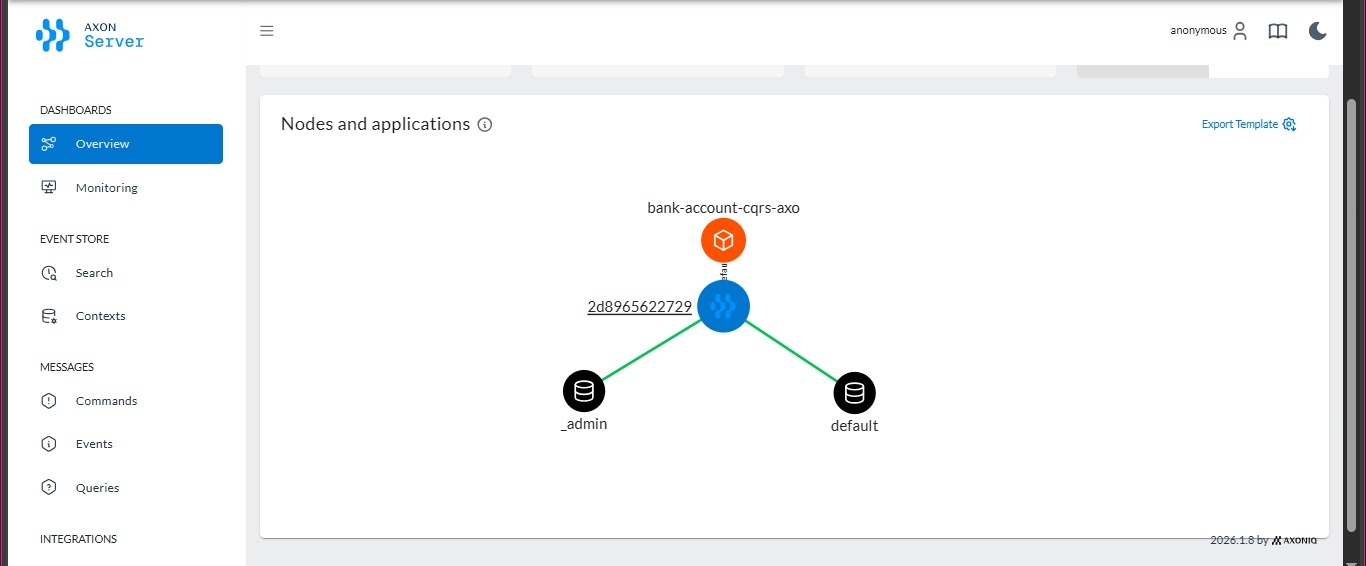 AXON
Server
anonymous
DASHBOARDS
Overview
Monitoring
EVENT STORE
Search
Contexts
MESSAGES
Commands
Events
Queries
INTEGRATIONS
Nodes and applications
Export Template
bank-account-cqrs-axo
efau
2d8965622729
_admin
default
2026.1.8 by AXONIQ